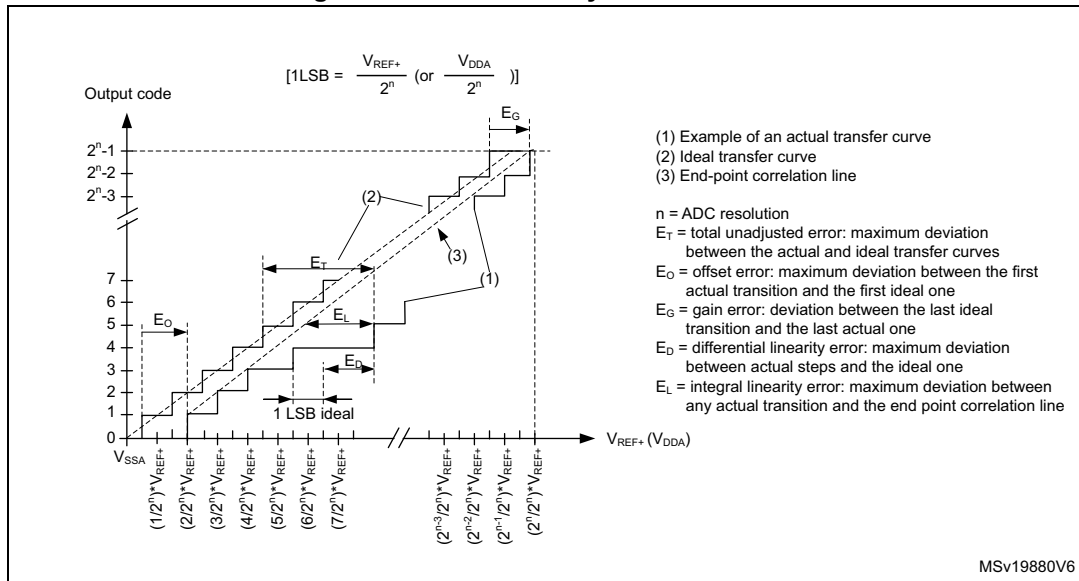 [1LSB = V_REF+ / 2^n (or V_DDA / 2^n )]
Output code
E_G
2^n-1
2^n-2
2^n-3
(2)
(3)
(1)
7
6
5
4
3
2
1
0
E_T
E_O
E_L
E_D
1 LSB ideal
V_SSA
(1/2^n)*V_REF+
(2/2^n)*V_REF+
(3/2^n)*V_REF+
(4/2^n)*V_REF+
(5/2^n)*V_REF+
(6/2^n)*V_REF+
(7/2^n)*V_REF+
(2^n-3/2^n)*V_REF+
(2^n-2/2^n)*V_REF+
(2^n-1/2^n)*V_REF+
(2^n/2^n)*V_REF+
V_REF+ (V_DDA)
(1) Example of an actual transfer curve
(2) Ideal transfer curve
(3) End-point correlation line
n = ADC resolution
E_T = total unadjusted error: maximum deviation
between the actual and ideal transfer curves
E_O = offset error: maximum deviation between the first
actual transition and the first ideal one
E_G = gain error: deviation between the last ideal
transition and the last actual one
E_D = differential linearity error: maximum deviation
between actual steps and the ideal one
E_L = integral linearity error: maximum deviation between
any actual transition and the end point correlation line
MSv19880V6